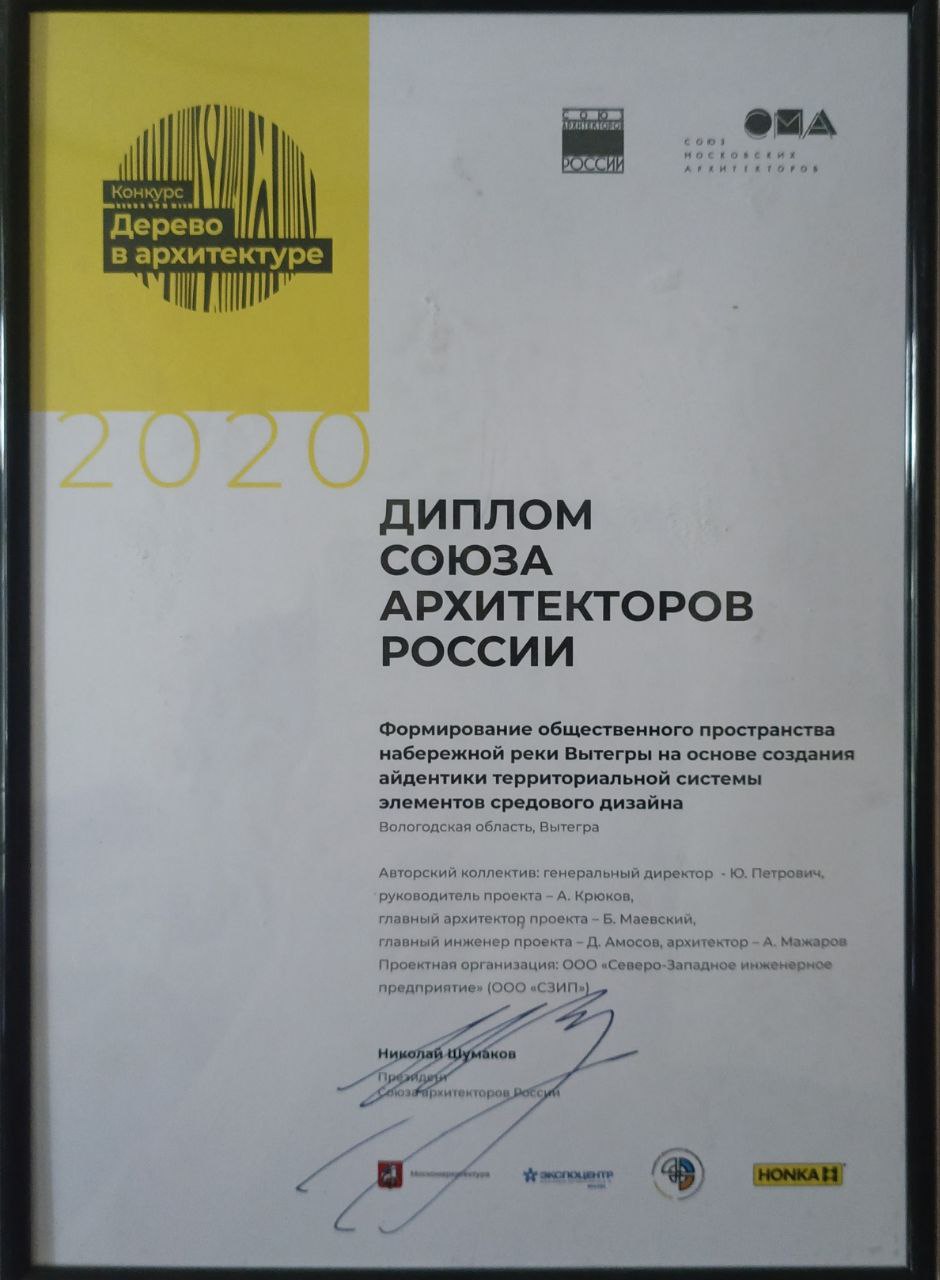 Конкурс
Дерево
в архитектуре
СОЮЗ
АРХИТЕКТОРОВ
РОССИИ
СМА
СОЮЗ
МОСКОВСКИХ
АРХИТЕКТОРОВ
2020
ДИПЛОМ
СОЮЗА
АРХИТЕКТОРОВ
РОССИИ
Формирование общественного пространства
набережной реки Вытегры на основе создания
айдентики территориальной системы
элементов средового дизайна
Вологодская область, Вытегра
Авторский коллектив: генеральный директор - Ю. Петрович,
руководитель проекта – А. Крюков,
главный архитектор проекта – Б. Маевский,
главный инженер проекта – Д. Амосов, архитектор – А. Мажаров
Проектная организация: ООО «Северо-Западное инженерное
предприятие» (ООО «СЗИП»)
Николай Шумаков
Президент
Союза архитекторов России
Москомархитектура
ЭКСПОЦЕНТР
HONKA